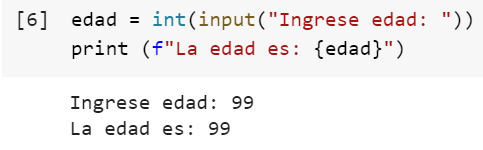 [6] edad = int(input("Ingrese edad: "))
print (f"La edad es: {edad}")
Ingrese edad: 99
La edad es: 99